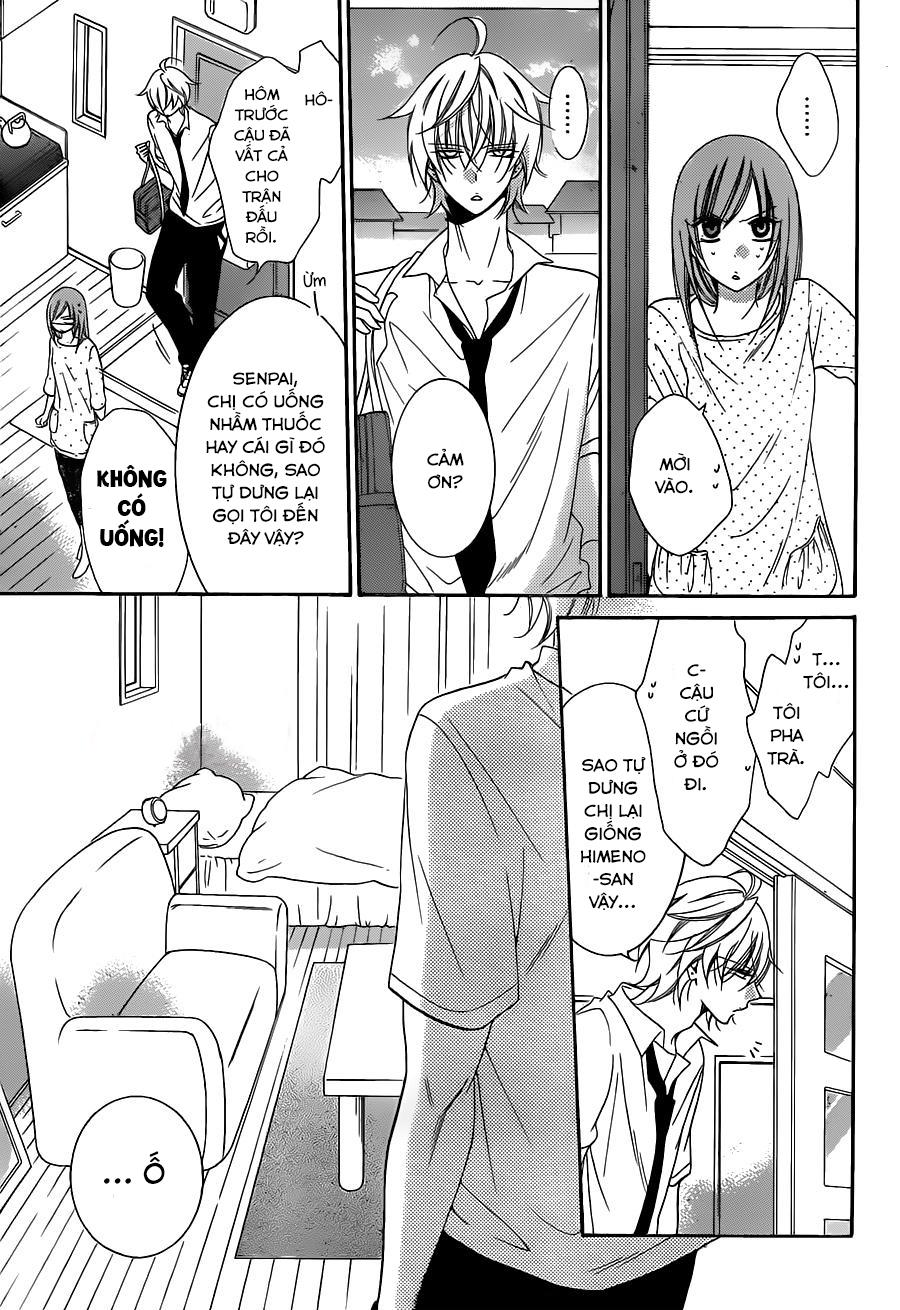 ......
MỜI
VÀO.
......
CẢM
ƠN?
HÔ-
HÔM
TRƯỚC
CẬU ĐÃ
VẤT CẢ
CHO
TRẬN
ĐẤU
RỒI.
Ừm
SENPAI,
CHỊ CÓ UỐNG
NHẦM THUỐC
HAY CÁI GÌ ĐÓ
KHÔNG, SAO
TỰ DƯNG LẠI
GỌI TÔI ĐẾN
ĐÂY VẬY?
KHÔNG
CÓ
UỐNG!
T...
TÔI...
TÔI
PHA
TRÀ.
C-
CẬU
CỨ
NGỒI
Ở ĐÓ
ĐI.
SAO TỰ
DƯNG
CHỊ LẠI
GIỐNG
HIMENO
-SAN
VẬY...
... Ố